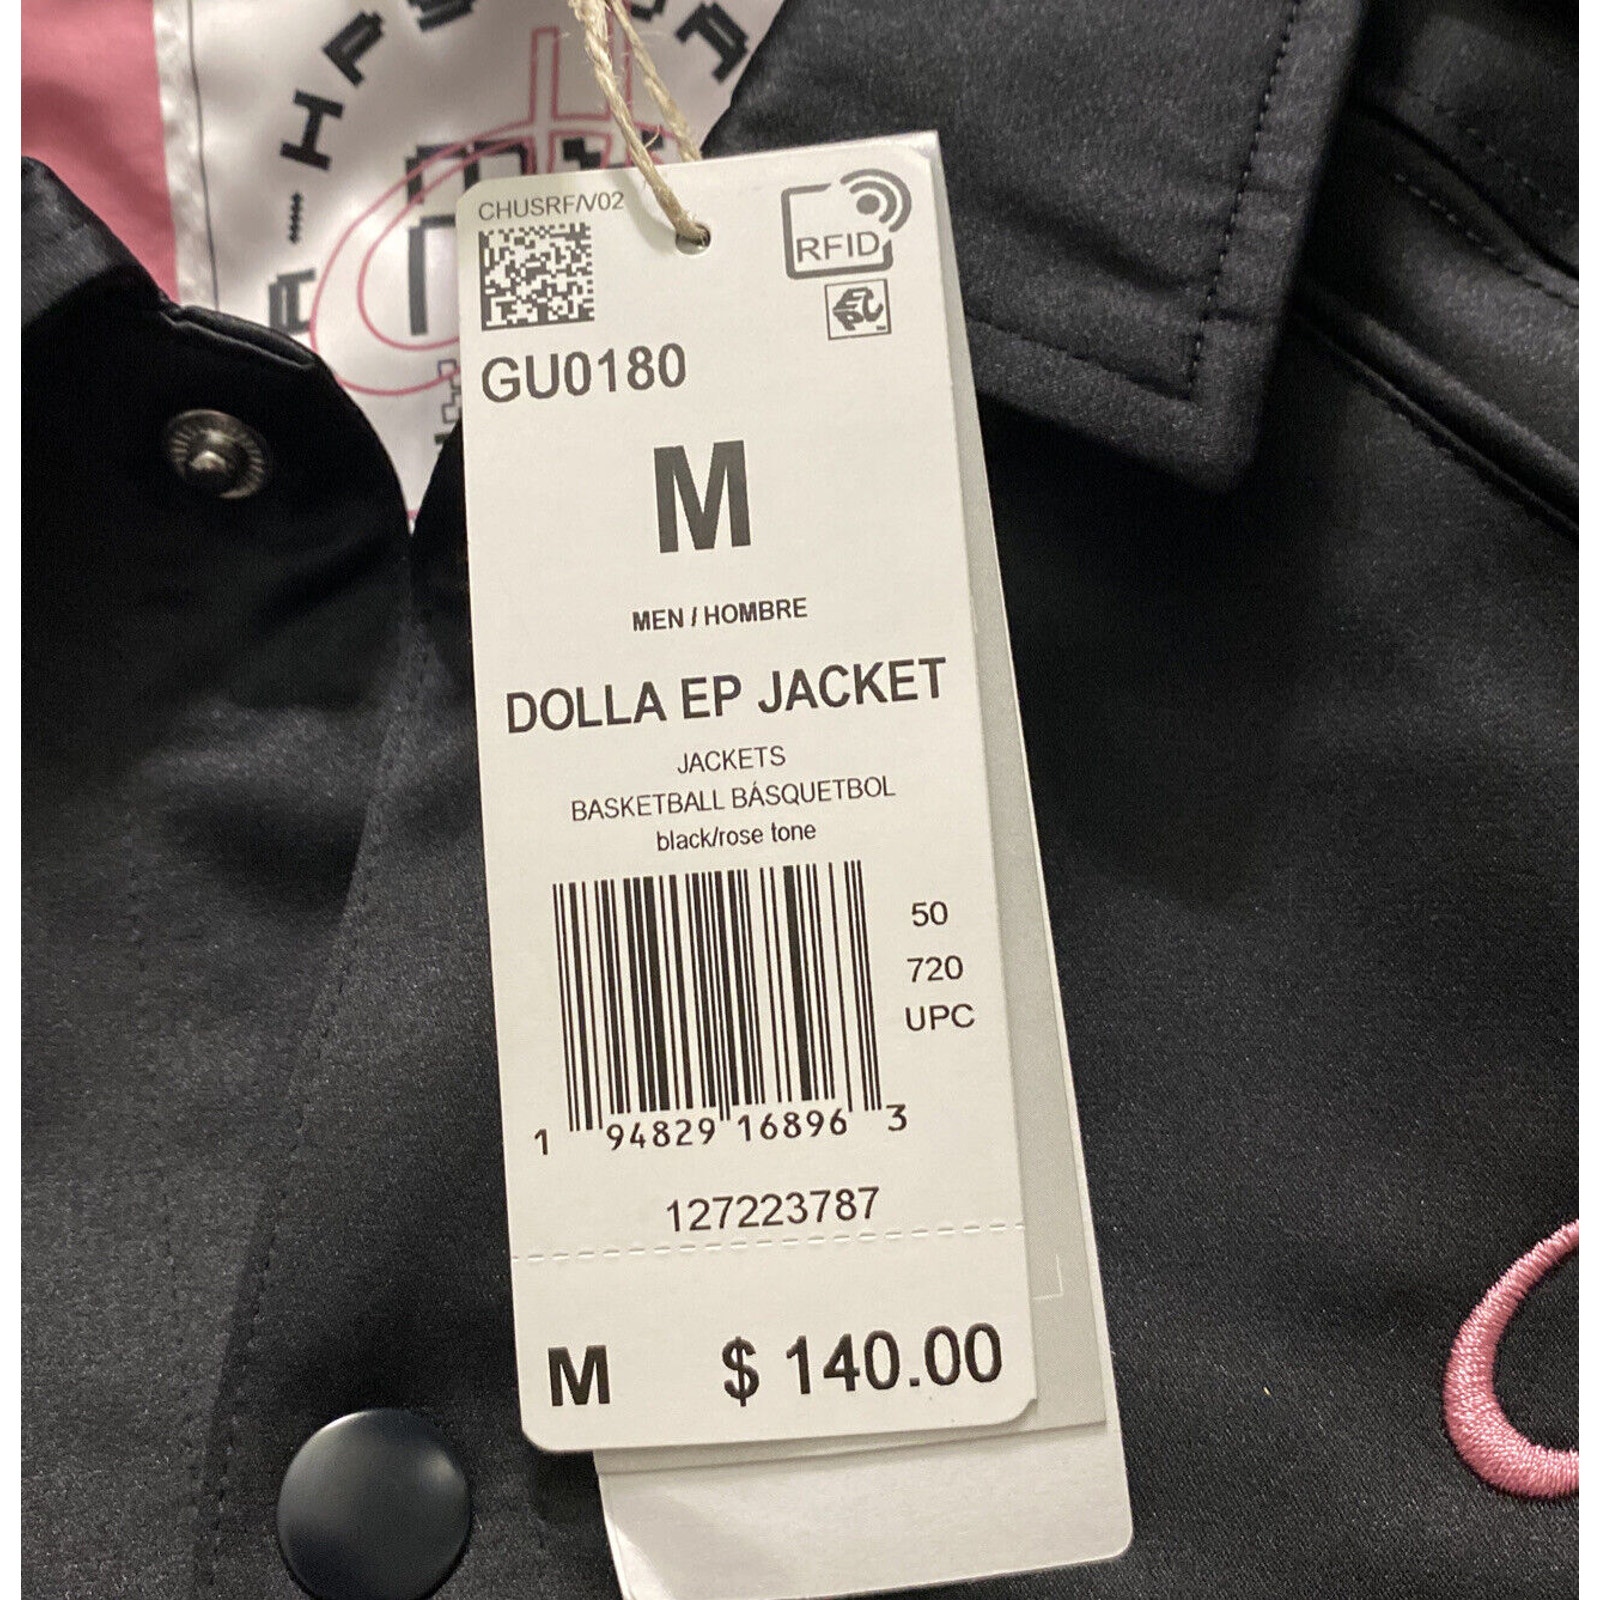 CHUSRF/V02
RFID
EPC
GU0180
M
MEN / HOMBRE
DOLLA EP JACKET
JACKETS
BASKETBALL BÁSQUETBOL
black/rose tone
50
720
UPC
1 94829 16896 3
127223787
M $ 140.00